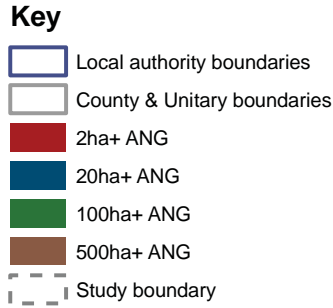 Key
Local authority boundaries
County & Unitary boundaries
2ha+ ANG
20ha+ ANG
100ha+ ANG
500ha+ ANG
Study boundary